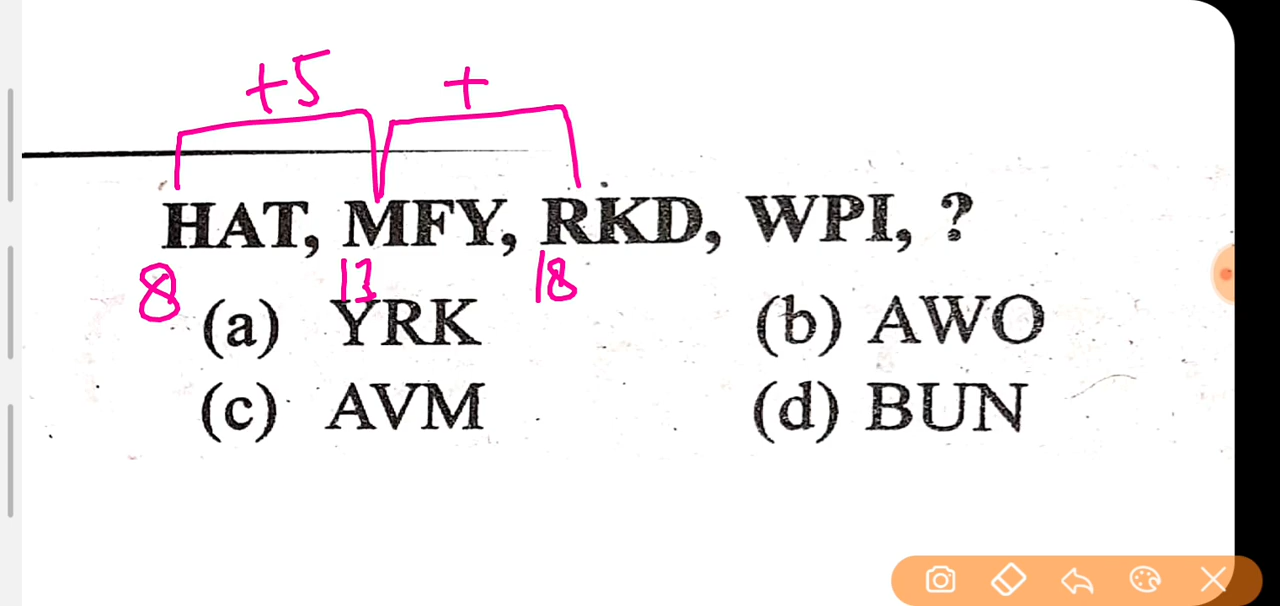 +5 +
HAT, MFY, RKD, WPI, ?
8 13 18
(a) YRK (b) AWO
(c) AVM (d) BUN